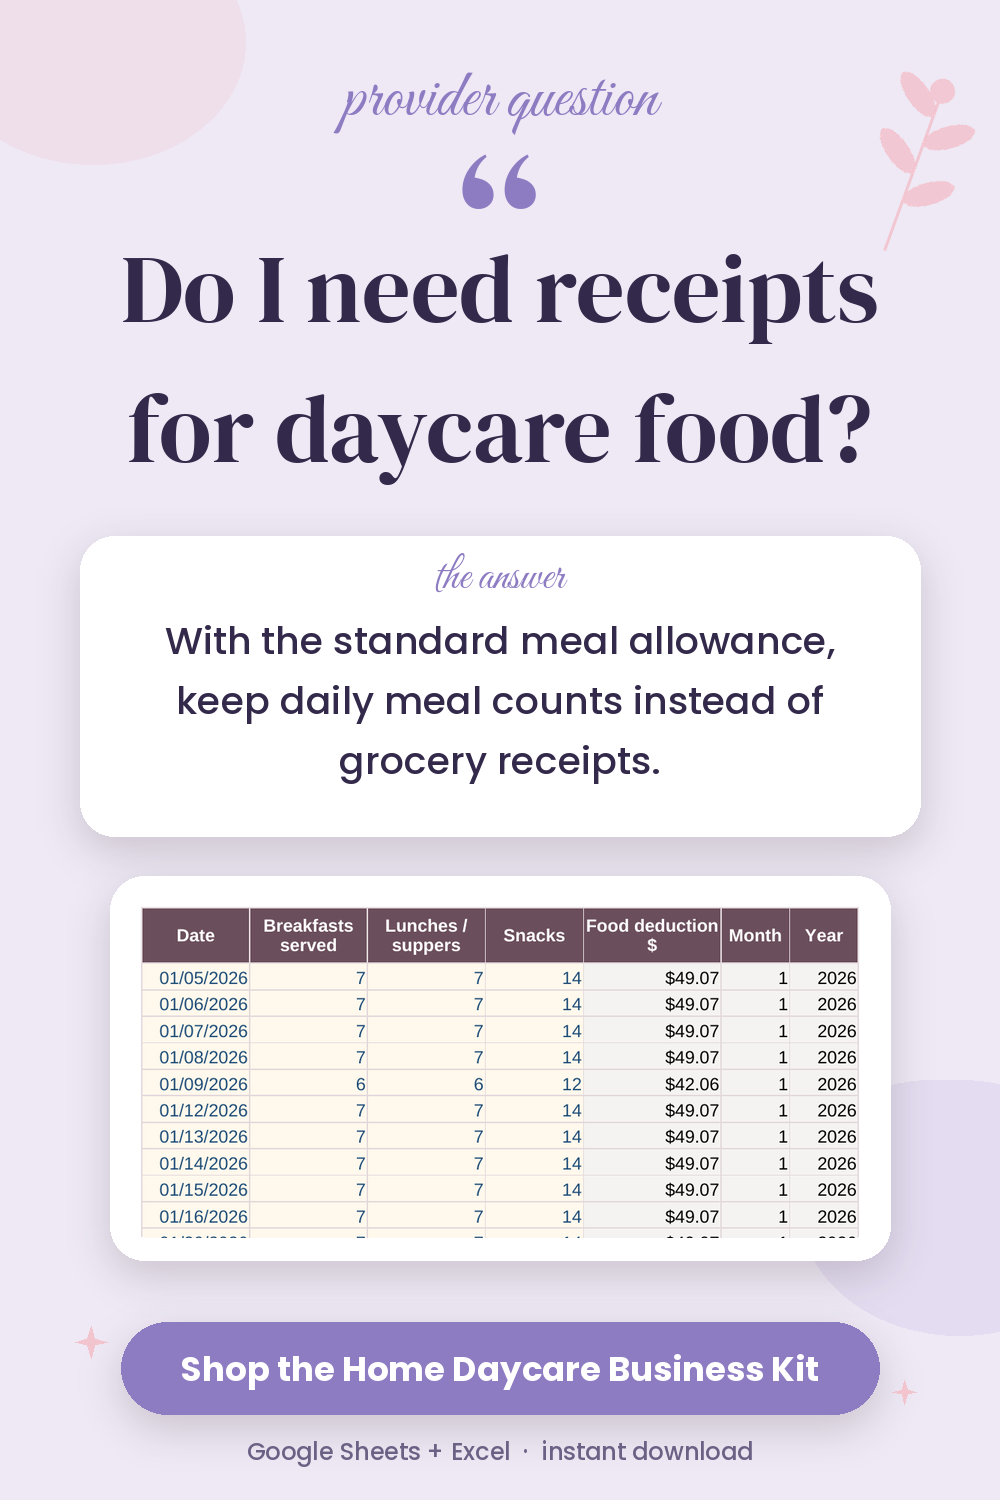 provider question
“
Do I need receipts
for daycare food?
the answer
With the standard meal allowance,
keep daily meal counts instead of
grocery receipts.
Date Breakfasts served Lunches / suppers Snacks Food deduction $ Month Year
01/05/2026 7 7 14 $49.07 1 2026
01/06/2026 7 7 14 $49.07 1 2026
01/07/2026 7 7 14 $49.07 1 2026
01/08/2026 7 7 14 $49.07 1 2026
01/09/2026 6 6 12 $42.06 1 2026
01/12/2026 7 7 14 $49.07 1 2026
01/13/2026 7 7 14 $49.07 1 2026
01/14/2026 7 7 14 $49.07 1 2026
01/15/2026 7 7 14 $49.07 1 2026
01/16/2026 7 7 14 $49.07 1 2026
Shop the Home Daycare Business Kit
Google Sheets + Excel · instant download